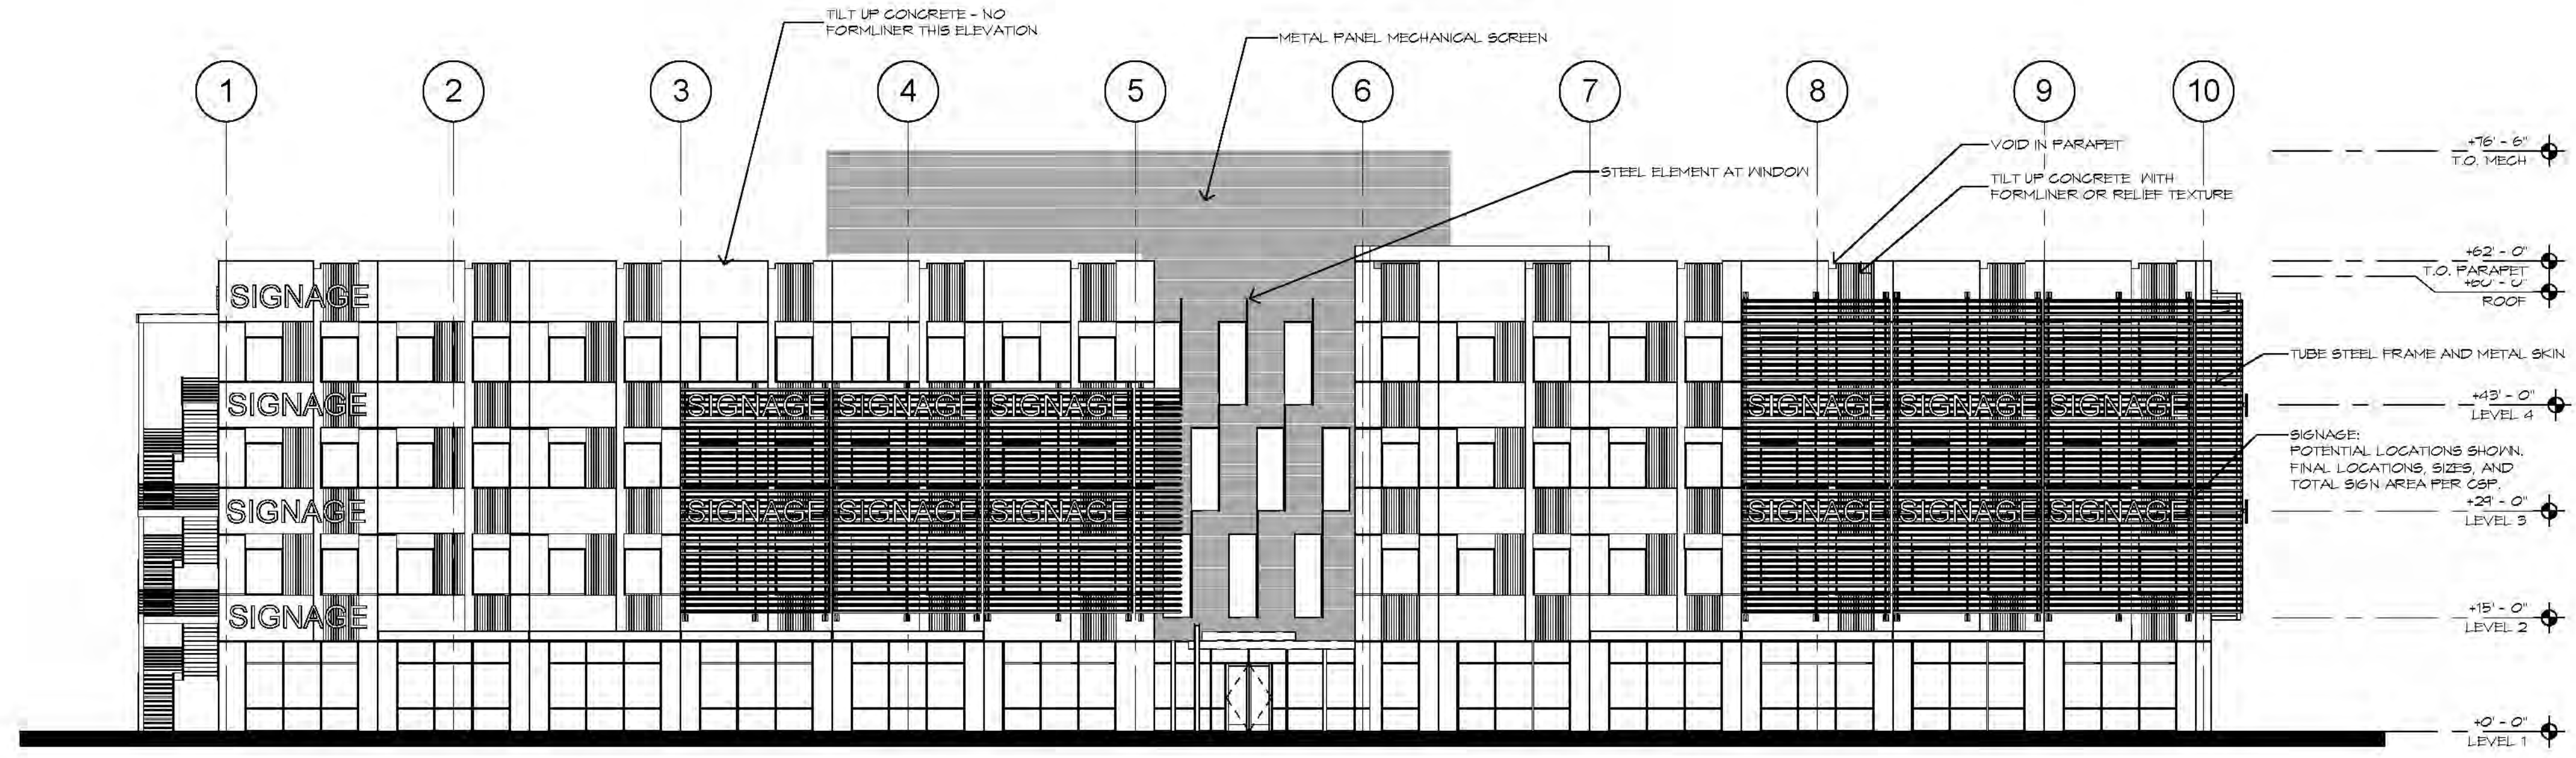 TILT UP CONCRETE - NO
FORMLINER THIS ELEVATION
METAL PANEL MECHANICAL SCREEN
1
2
3
4
5
6
7
8
9
10
VOID IN PARAPET
+76' - 6"
T.O. MECH
STEEL ELEMENT AT WINDOW
TILT UP CONCRETE WITH
FORMLINER OR RELIEF TEXTURE
+62' - 0"
T.O. PARAPET
+60' - 0"
ROOF
SIGNAGE
TUBE STEEL FRAME AND METAL SKIN
SIGNAGE
SIGNAGE
SIGNAGE
SIGNAGE
SIGNAGE
SIGNAGE
SIGNAGE
+43' - 0"
LEVEL 4
SIGNAGE:
POTENTIAL LOCATIONS SHOWN.
FINAL LOCATIONS, SIZES, AND
TOTAL SIGN AREA PER CSP.
SIGNAGE
SIGNAGE
SIGNAGE
SIGNAGE
SIGNAGE
SIGNAGE
SIGNAGE
+29' - 0"
LEVEL 3
SIGNAGE
+15' - 0"
LEVEL 2
+0' - 0"
LEVEL 1